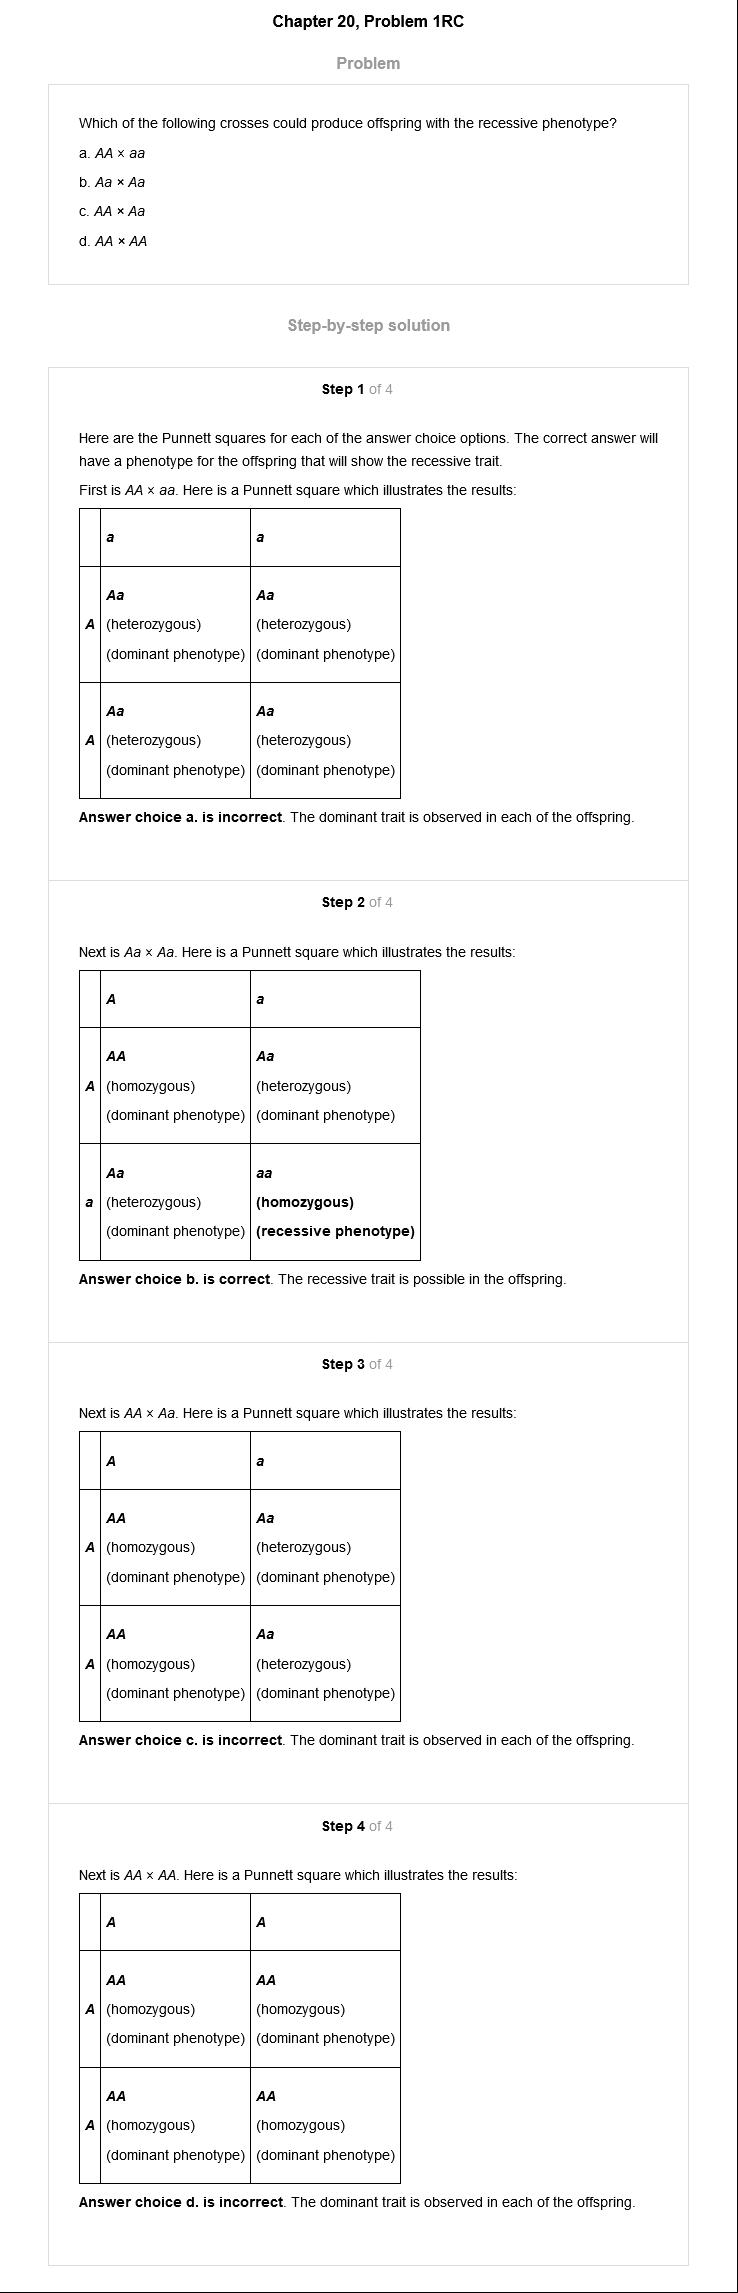 Chapter 20, Problem 1RC
Problem
Which of the following crosses could produce offspring with the recessive phenotype?
a. AA × aa
b. Aa × Aa
c. AA × Aa
d. AA × AA
Step-by-step solution
Step 1 of 4
Here are the Punnett squares for each of the answer choice options. The correct answer will
have a phenotype for the offspring that will show the recessive trait.
First is AA × aa. Here is a Punnett square which illustrates the results:
a a
Aa Aa
A (heterozygous) (heterozygous)
(dominant phenotype) (dominant phenotype)
Aa Aa
A (heterozygous) (heterozygous)
(dominant phenotype) (dominant phenotype)
Answer choice a. is incorrect. The dominant trait is observed in each of the offspring.
Step 2 of 4
Next is Aa × Aa. Here is a Punnett square which illustrates the results:
A a
AA Aa
A (homozygous) (heterozygous)
(dominant phenotype) (dominant phenotype)
Aa aa
a (heterozygous) (homozygous)
(dominant phenotype) (recessive phenotype)
Answer choice b. is correct. The recessive trait is possible in the offspring.
Step 3 of 4
Next is AA × Aa. Here is a Punnett square which illustrates the results:
A a
AA Aa
A (homozygous) (heterozygous)
(dominant phenotype) (dominant phenotype)
AA Aa
A (homozygous) (heterozygous)
(dominant phenotype) (dominant phenotype)
Answer choice c. is incorrect. The dominant trait is observed in each of the offspring.
Step 4 of 4
Next is AA × AA. Here is a Punnett square which illustrates the results:
A A
AA AA
A (homozygous) (homozygous)
(dominant phenotype) (dominant phenotype)
AA AA
A (homozygous) (homozygous)
(dominant phenotype) (dominant phenotype)
Answer choice d. is incorrect. The dominant trait is observed in each of the offspring.